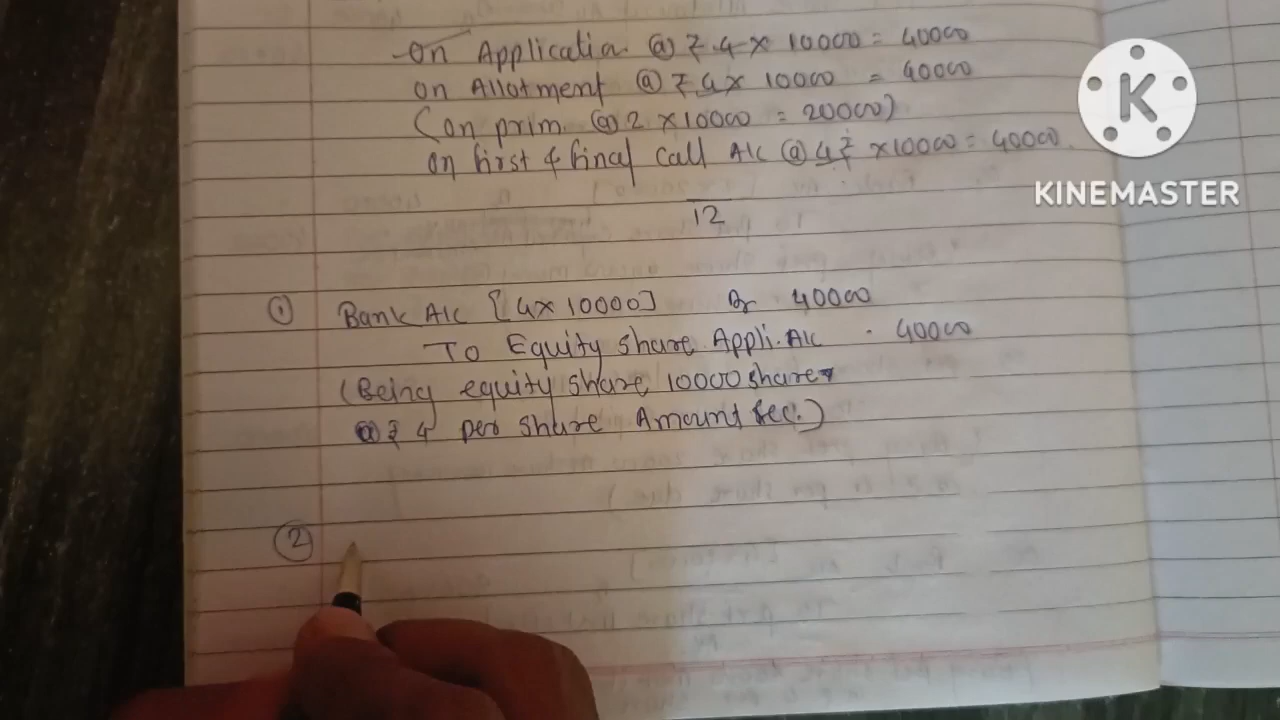 On Application @ ₹.4 × 10000 = 40000
on Allotment @ ₹.4× 10000 = 40000
(on prim. @ 2 ×10000 = 20000)
on first & final Call A/c @ 4₹ ×10000 = 40000
12
K
KINEMASTER
① Bank A/c [4× 10000] Dr 40000
To Equity share Appli. A/c . 40000
(Being equity share 10000 share
@ ₹ 4 per share Amount Rec.)
②